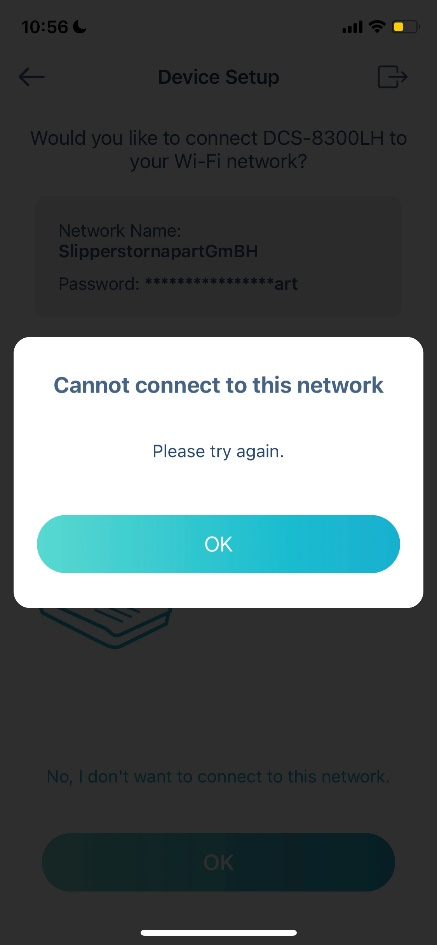 10:56
Device Setup
Would you like to connect DCS-8300LH to
your Wi-Fi network?
Network Name:
SlipperstornapartGmBH
Password: ****************art
Cannot connect to this network
Please try again.
OK
No, I don't want to connect to this network.
OK